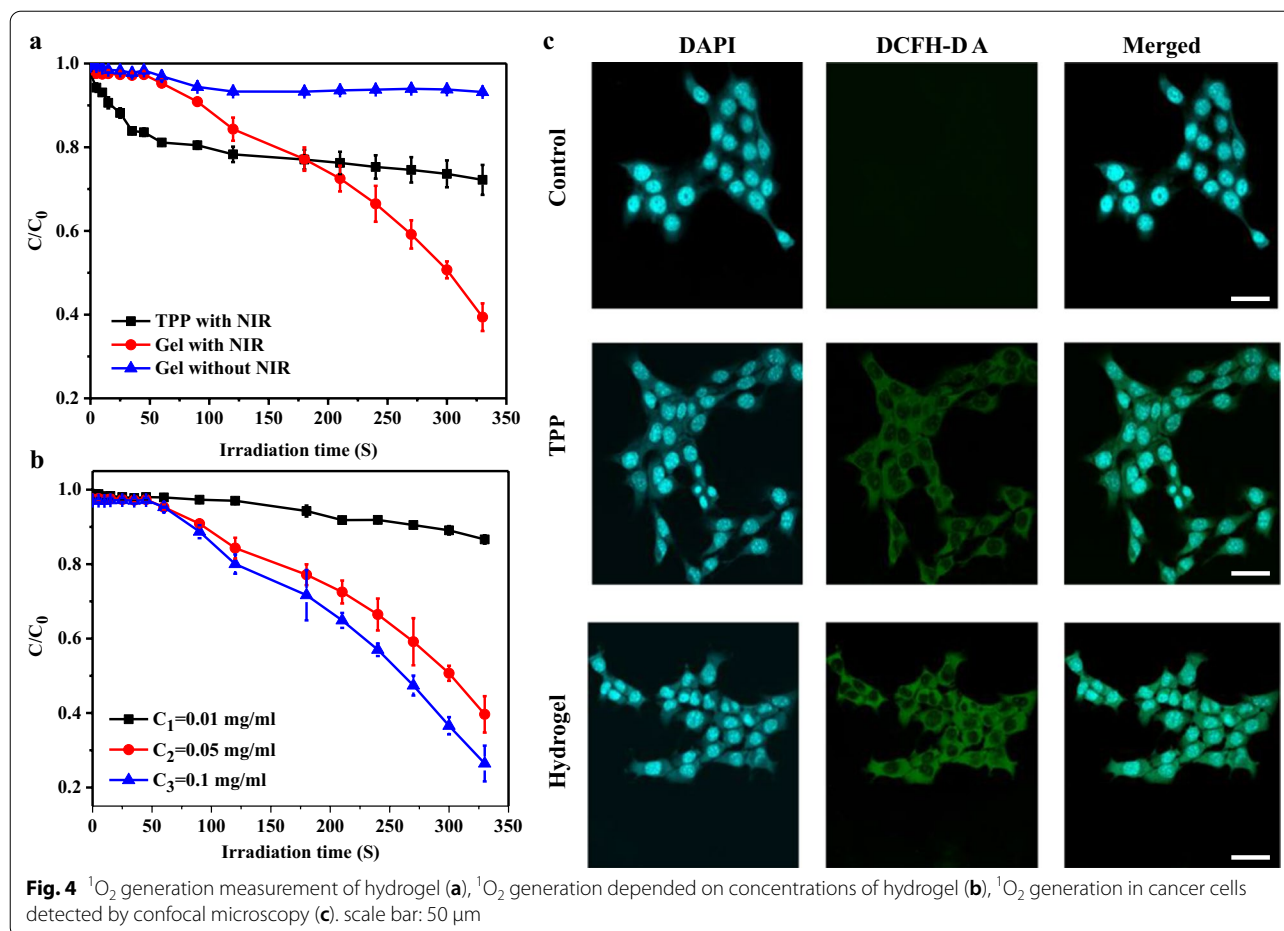 a
C/C0
1.0
0.8
0.6
0.4
0.2
TPP with NIR
Gel with NIR
Gel without NIR
0 50 100 150 200 250 300 350
Irradiation time (S)
b
C/C0
1.0
0.8
0.6
0.4
0.2
C1=0.01 mg/ml
C2=0.05 mg/ml
C3=0.1 mg/ml
0 50 100 150 200 250 300 350
Irradiation time (S)
c
DAPI DCFH-D A Merged
Control
TPP
Hydrogel
Fig. 4 ¹O₂ generation measurement of hydrogel (a), ¹O₂ generation depended on concentrations of hydrogel (b), ¹O₂ generation in cancer cells
detected by confocal microscopy (c). scale bar: 50 μm